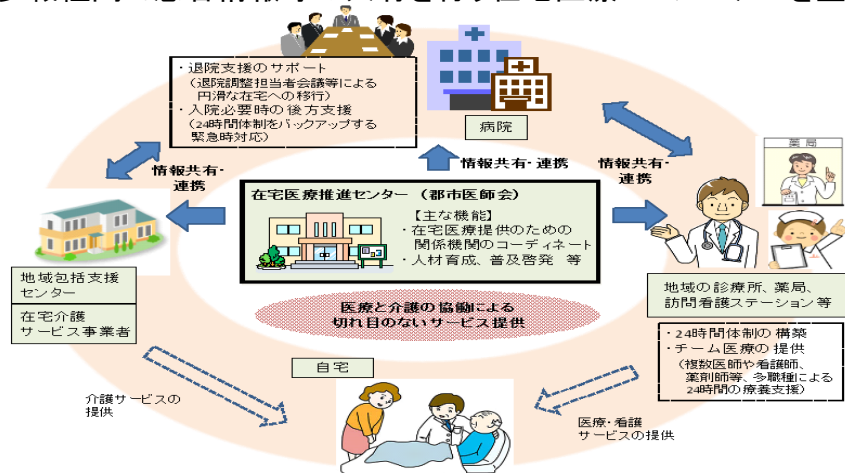 ・退院支援のサポート
（退院調整担当者会議等による
円滑な在宅への移行）
・入院必要時の後方支援
（24時間体制をバックアップする
緊急時対応）
病院
薬局
情報共有・
連携
情報共有・連携
情報共有・
連携
在宅医療推進センター（郡市医師会）
【主な機能】
・在宅医療提供のための
関係機関のコーディネート
・人材育成、普及啓発 等
地域包括支援
センター
在宅介護
サービス事業者
地域の診療所、薬局、
訪問看護ステーション等
医療と介護の協働による
切れ目のないサービス提供
・24時間体制の構築
・チーム医療の提供
（複数医師や看護師、
薬剤師等、多職種による
24時間の療養支援）
自宅
介護サービスの
提供
医療・看護
サービスの提供